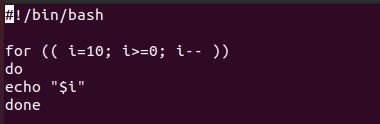 #!/bin/bash
for (( i=10; i>=0; i-- ))
do
echo "$i"
done